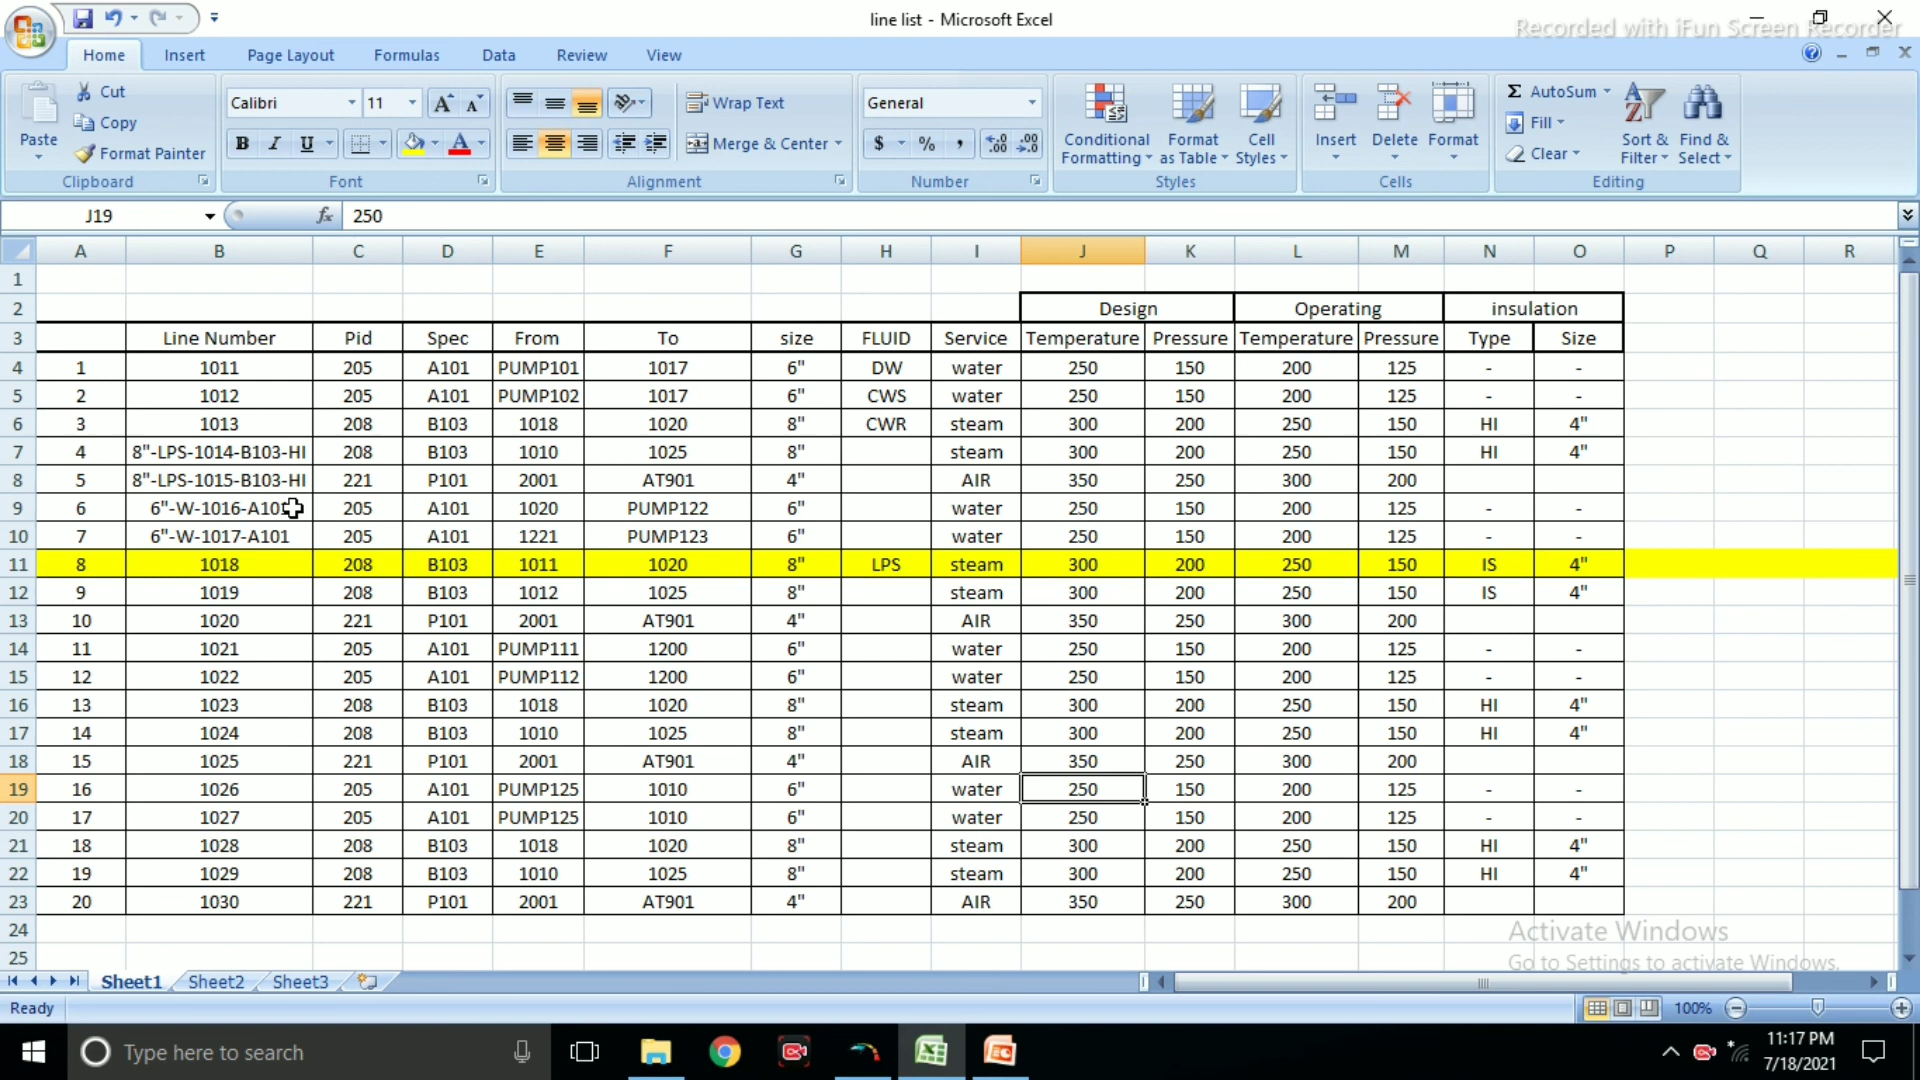 line list - Microsoft Excel
Recorded with iFun Screen Recorder
Home Insert Page Layout Formulas Data Review View
Paste Cut Copy Format Painter
Calibri 11
B I U A
Wrap Text
Merge & Center
General
$ % ,
Conditional Formatting
Format as Table
Cell Styles
Insert Delete Format
Σ AutoSum
Fill
Clear
Sort & Filter
Find & Select
Clipboard Font Alignment Number Styles Cells Editing
J19 fx 250
A B C D E F G H I J K L M N O P Q R
1
2 Design Operating insulation
3 Line Number Pid Spec From To size FLUID Service Temperature Pressure Temperature Pressure Type Size
4 1 1011 205 A101 PUMP101 1017 6" DW water 250 150 200 125 - -
5 2 1012 205 A101 PUMP102 1017 6" CWS water 250 150 200 125 - -
6 3 1013 208 B103 1018 1020 8" CWR steam 300 200 250 150 HI 4"
7 4 8"-LPS-1014-B103-HI 208 B103 1010 1025 8" steam 300 200 250 150 HI 4"
8 5 8"-LPS-1015-B103-HI 221 P101 2001 AT901 4" AIR 350 250 300 200
9 6 6"-W-1016-A101 205 A101 1020 PUMP122 6" water 250 150 200 125 - -
10 7 6"-W-1017-A101 205 A101 1221 PUMP123 6" water 250 150 200 125 - -
11 8 1018 208 B103 1011 1020 8" LPS steam 300 200 250 150 IS 4"
12 9 1019 208 B103 1012 1025 8" steam 300 200 250 150 IS 4"
13 10 1020 221 P101 2001 AT901 4" AIR 350 250 300 200
14 11 1021 205 A101 PUMP111 1200 6" water 250 150 200 125 - -
15 12 1022 205 A101 PUMP112 1200 6" water 250 150 200 125 - -
16 13 1023 208 B103 1018 1020 8" steam 300 200 250 150 HI 4"
17 14 1024 208 B103 1010 1025 8" steam 300 200 250 150 HI 4"
18 15 1025 221 P101 2001 AT901 4" AIR 350 250 300 200
19 16 1026 205 A101 PUMP125 1010 6" water 250 150 200 125 - -
20 17 1027 205 A101 PUMP125 1010 6" water 250 150 200 125 - -
21 18 1028 208 B103 1018 1020 8" steam 300 200 250 150 HI 4"
22 19 1029 208 B103 1010 1025 8" steam 300 200 250 150 HI 4"
23 20 1030 221 P101 2001 AT901 4" AIR 350 250 300 200
24
25
Activate Windows
Go to Settings to activate Windows.
Sheet1 Sheet2 Sheet3
Ready 100%
Type here to search
11:17 PM
7/18/2021